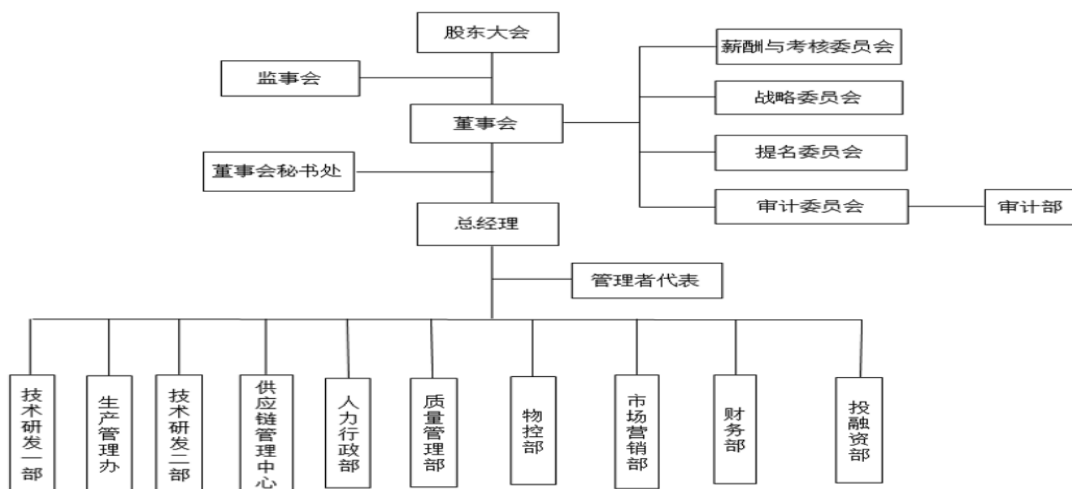 股东大会
薪酬与考核委员会
监事会
战略委员会
董事会
提名委员会
董事会秘书处
审计委员会
审计部
总经理
管理者代表
技术研发一部
生产管理办
技术研发二部
供应链管理中心
人力行政部
质量管理部
物控部
市场营销部
财务部
投融资部